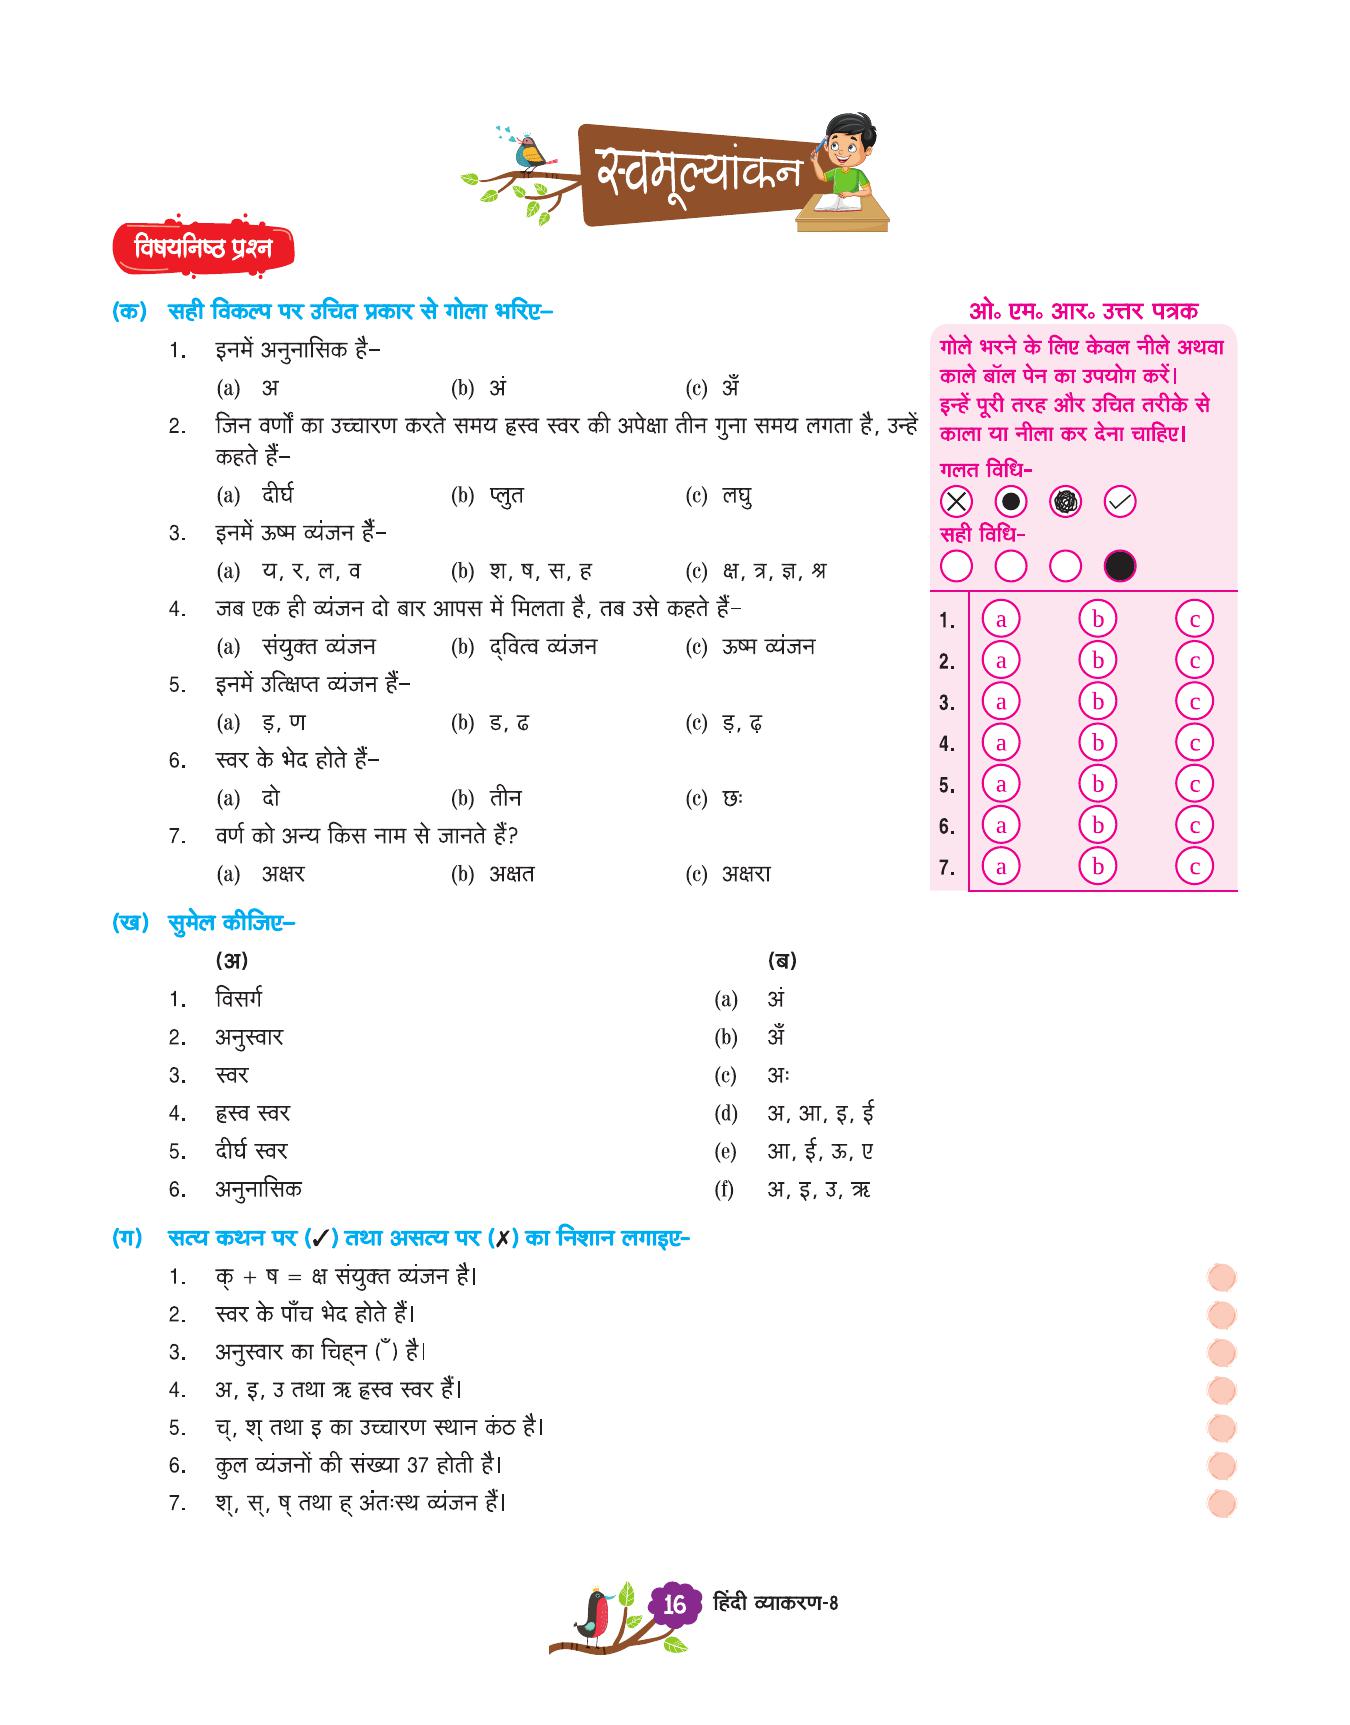 स्वमूल्यांकन
विषयनिष्ठ प्रश्न
(क) सही विकल्प पर उचित प्रकार से गोला भरिए–
1. इनमें अनुनासिक है–
(a) अ (b) अं (c) अँ
2. जिन वर्णों का उच्चारण करते समय ह्रस्व स्वर की अपेक्षा तीन गुना समय लगता है, उन्हें
कहते हैं–
(a) दीर्घ (b) प्लुत (c) लघु
3. इनमें ऊष्म व्यंजन हैं–
(a) य, र, ल, व (b) श, ष, स, ह (c) क्ष, त्र, ज्ञ, श्र
4. जब एक ही व्यंजन दो बार आपस में मिलता है, तब उसे कहते हैं–
(a) संयुक्त व्यंजन (b) द्‌वित्व व्यंजन (c) ऊष्म व्यंजन
5. इनमें उत्क्षिप्त व्यंजन हैं–
(a) ड़, ण (b) ड, ढ (c) ड़, ढ़
6. स्वर के भेद होते हैं–
(a) दो (b) तीन (c) छः
7. वर्ण को अन्य किस नाम से जानते हैं?
(a) अक्षर (b) अक्षत (c) अक्षरा
ओ॰ एम॰ आर॰ उत्तर पत्रक
गोले भरने के लिए केवल नीले अथवा
काले बॉल पेन का उपयोग करें।
इन्हें पूरी तरह और उचित तरीके से
काला या नीला कर देना चाहिए।
गलत विधि–
सही विधि–
1. a b c
2. a b c
3. a b c
4. a b c
5. a b c
6. a b c
7. a b c
(ख) सुमेल कीजिए–
(अ) (ब)
1. विसर्ग (a) अं
2. अनुस्वार (b) अँ
3. स्वर (c) अः
4. ह्रस्व स्वर (d) अ, आ, इ, ई
5. दीर्घ स्वर (e) आ, ई, ऊ, ए
6. अनुनासिक (f) अ, इ, उ, ऋ
(ग) सत्य कथन पर (✓) तथा असत्य पर (✗) का निशान लगाइए–
1. क् + ष = क्ष संयुक्त व्यंजन है।
2. स्वर के पाँच भेद होते हैं।
3. अनुस्वार का चिह्‌न (ँ) है।
4. अ, इ, उ तथा ऋ ह्रस्व स्वर हैं।
5. च्, श् तथा इ का उच्चारण स्थान कंठ है।
6. कुल व्यंजनों की संख्या 37 होती है।
7. श्, स्, ष् तथा ह् अंतःस्थ व्यंजन हैं।
16 हिंदी व्याकरण-8